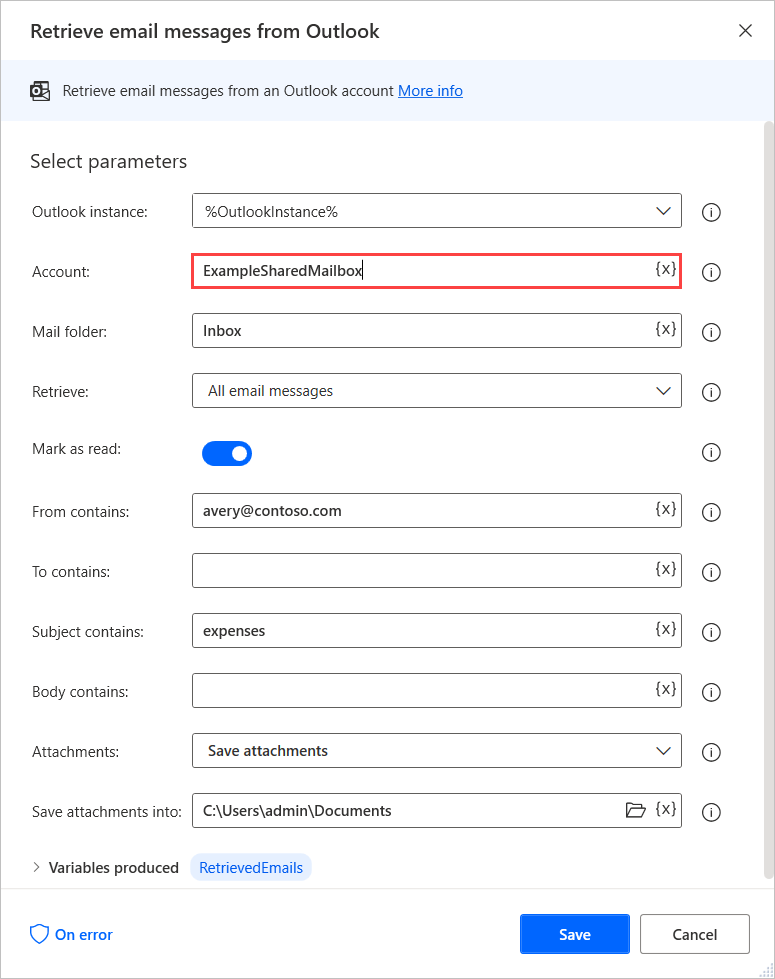 Retrieve email messages from Outlook
Retrieve email messages from an Outlook account More info
Select parameters
Outlook instance: %OutlookInstance%
Account: ExampleSharedMailbox {x}
Mail folder: Inbox {x}
Retrieve: All email messages
Mark as read:
From contains: avery@contoso.com {x}
To contains: {x}
Subject contains: expenses {x}
Body contains: {x}
Attachments: Save attachments
Save attachments into: C:\Users\admin\Documents {x}
Variables produced RetrievedEmails
On error Save Cancel